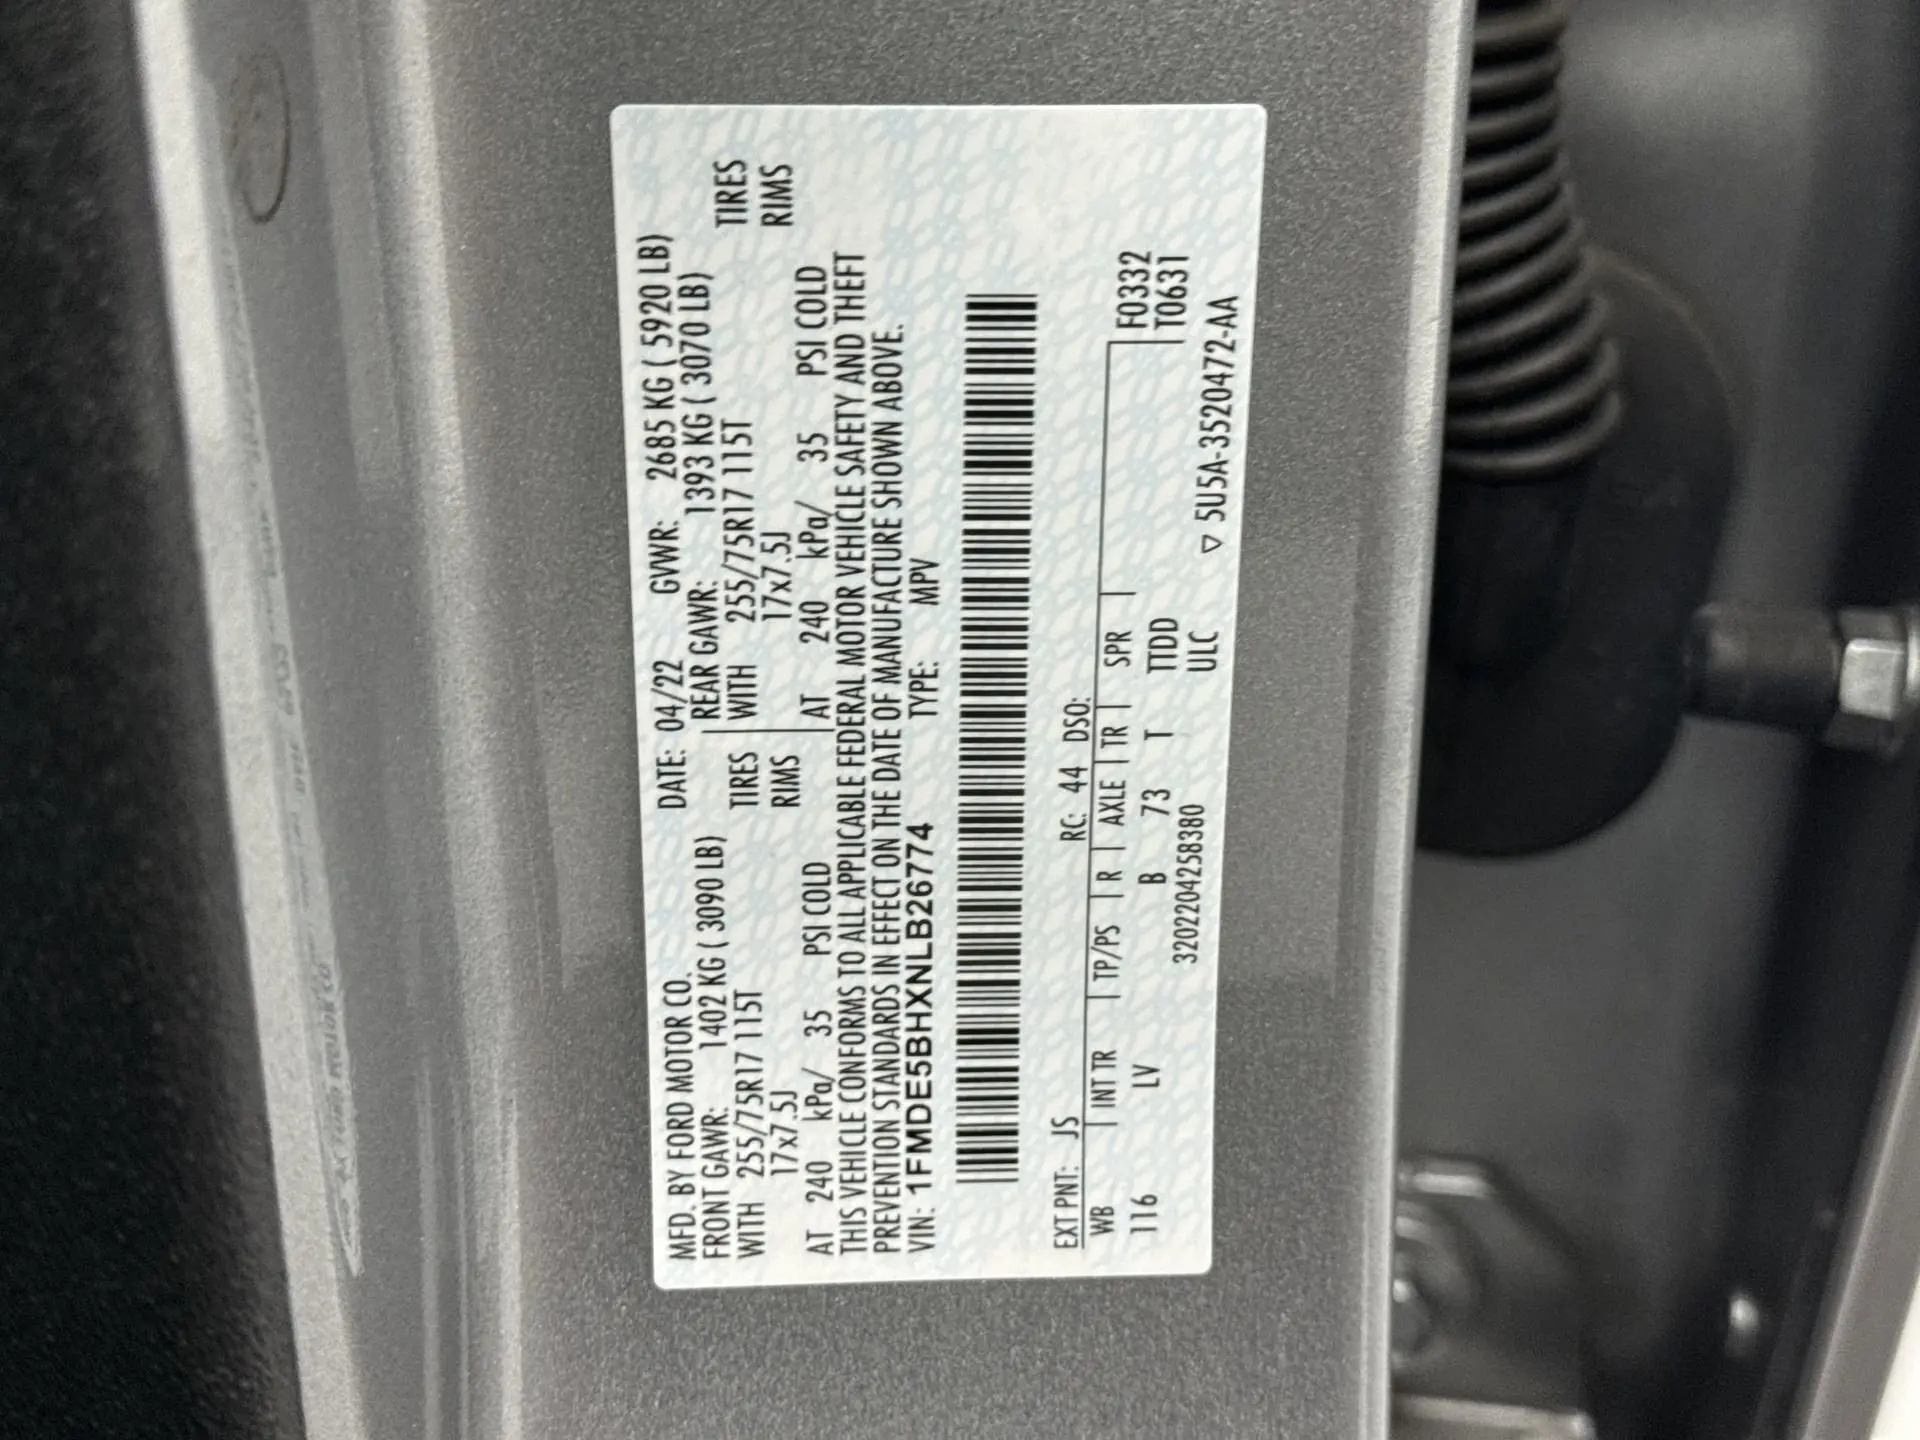 MFD. BY FORD MOTOR CO. DATE: 04/22 GVWR: 2685 KG ( 5920 LB)
FRONT GAWR: 1402 KG ( 3090 LB) REAR GAWR: 1393 KG ( 3070 LB)
WITH 255/75R17 115T TIRES WITH 255/75R17 115T TIRES
17x7.5J RIMS 17x7.5J RIMS
AT 240 kPa/ 35 PSI COLD AT 240 kPa/ 35 PSI COLD
THIS VEHICLE CONFORMS TO ALL APPLICABLE FEDERAL MOTOR VEHICLE SAFETY AND THEFT
PREVENTION STANDARDS IN EFFECT ON THE DATE OF MANUFACTURE SHOWN ABOVE.
VIN: 1FMDE5BHXNLB26774 TYPE: MPV
EXT PNT: JS RC: 44 DSO:
WB | INT TR | TP/PS | R | AXLE | TR | SPR | F0332
116 LV B 73 T TTDD T0631
320220425​8380 ULC ▽ 5U5A-3520472-AA